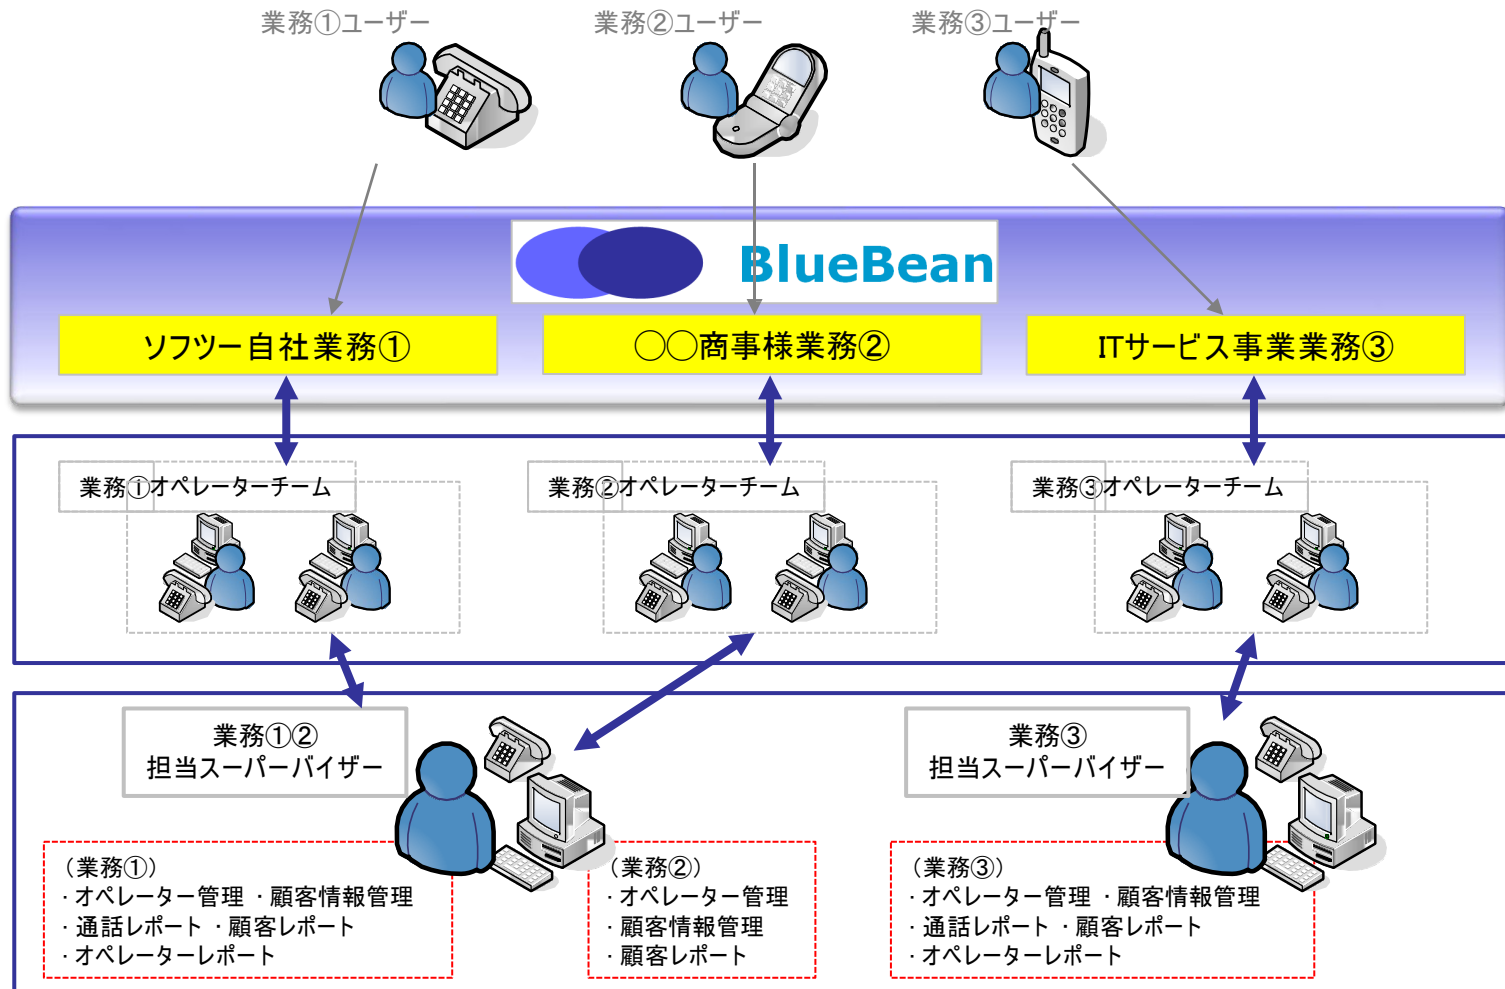 業務①ユーザー
業務②ユーザー
業務③ユーザー
BlueBean
ソフツー自社業務①
○○商事様業務②
ITサービス事業業務③
業務①オペレーターチーム
業務②オペレーターチーム
業務③オペレーターチーム
業務①②
担当スーパーバイザー
業務③
担当スーパーバイザー
（業務①）
・オペレーター管理 ・顧客情報管理
・通話レポート ・顧客レポート
・オペレーターレポート
（業務②）
・オペレーター管理
・顧客情報管理
・顧客レポート
（業務③）
・オペレーター管理 ・顧客情報管理
・通話レポート ・顧客レポート
・オペレーターレポート